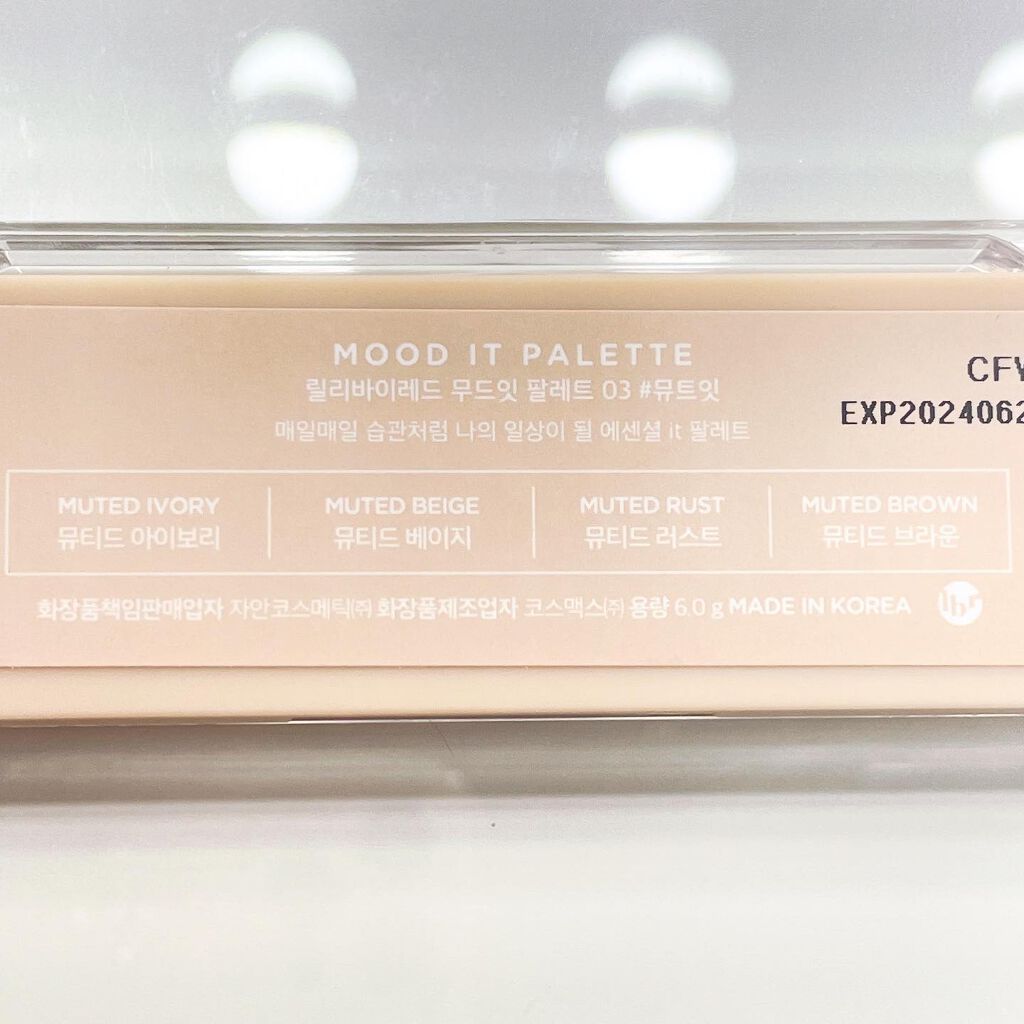 MOOD IT PALETTE
릴리바이레드 무드잇 팔레트 03 #뮤트잇
매일매일 습관처럼 나의 일상이 될 에센셜 it 팔레트
CFV
EXP2024062
MUTED IVORY
뮤티드 아이보리
MUTED BEIGE
뮤티드 베이지
MUTED RUST
뮤티드 러스트
MUTED BROWN
뮤티드 브라운
화장품책임판매업자 자안코스메틱㈜ 화장품제조업자 코스맥스㈜ 용량 6.0 g MADE IN KOREA
lbr